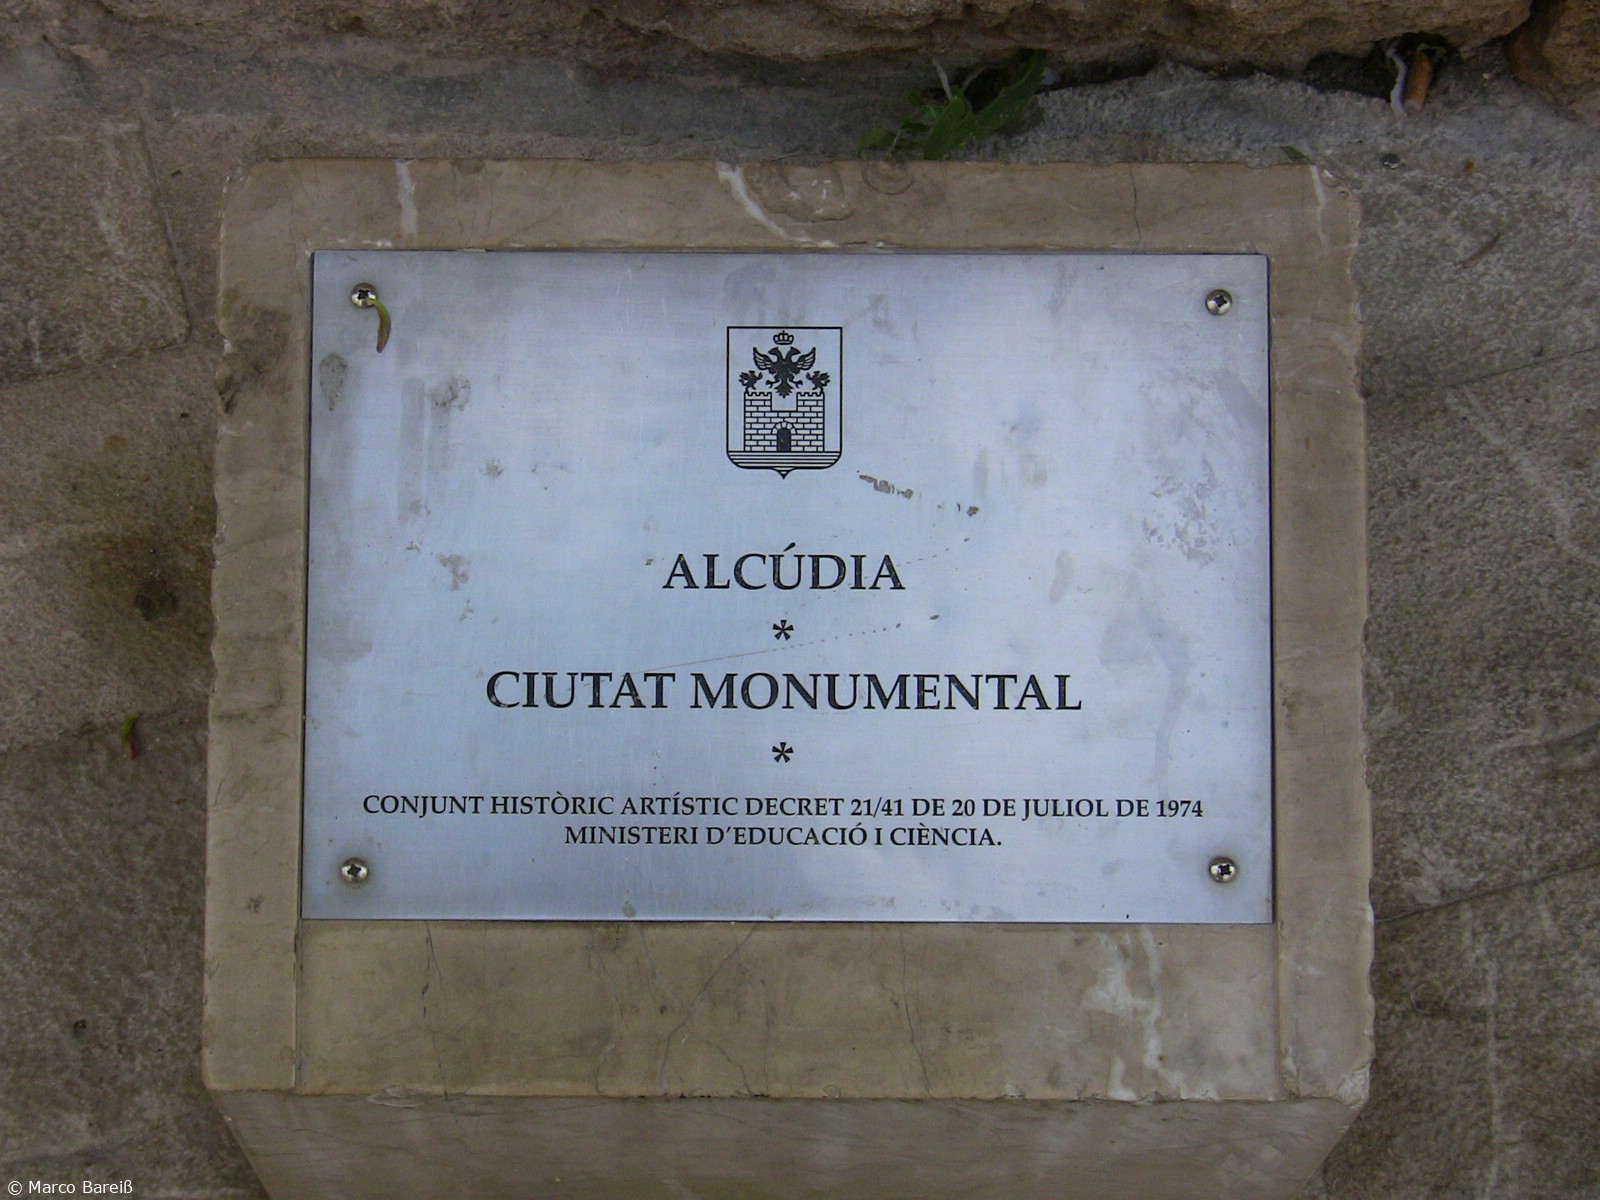 ALCÚDIA
*
CIUTAT MONUMENTAL
*
CONJUNT HISTÒRIC ARTÍSTIC DECRET 21/41 DE 20 DE JULIOL DE 1974
MINISTERI D'EDUCACIÓ I CIÈNCIA.
© Marco Bareiß